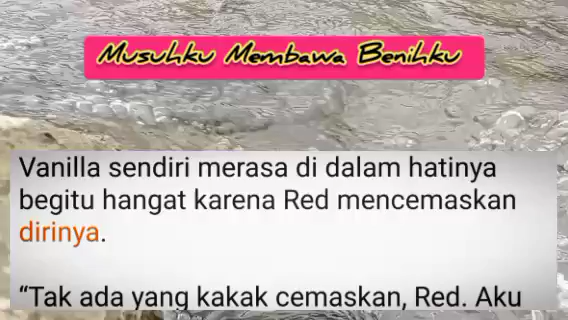 Musuhku Membawa Benihku
Vanilla sendiri merasa di dalam hatinya
begitu hangat karena Red mencemaskan
dirinya.
“Tak ada yang kakak cemaskan, Red. Aku